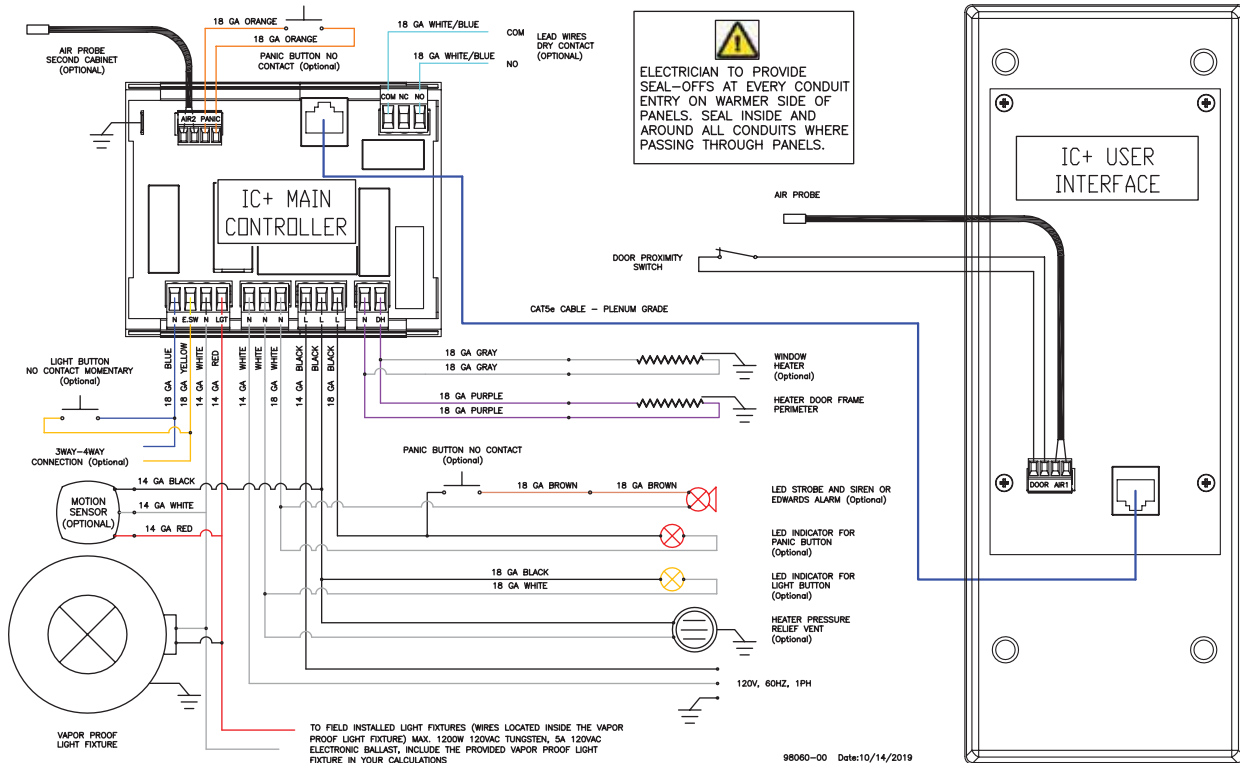 18 GA ORANGE
18 GA ORANGE
PANIC BUTTON NO
CONTACT (Optional)
AIR PROBE
SECOND CABINET
(OPTIONAL)
18 GA WHITE/BLUE
COM
18 GA WHITE/BLUE
NO
LEAD WIRES
DRY CONTACT
(OPTIONAL)
AIR2 PANIC
COM NC NO
IC+ MAIN
CONTROLLER
N E.SW N LGT
N N N
L L L
N DH
ELECTRICIAN TO PROVIDE
SEAL-OFFS AT EVERY CONDUIT
ENTRY ON WARMER SIDE OF
PANELS. SEAL INSIDE AND
AROUND ALL CONDUITS WHERE
PASSING THROUGH PANELS.
IC+ USER
INTERFACE
AIR PROBE
DOOR PROXIMITY
SWITCH
CAT5e CABLE - PLENUM GRADE
DOOR AIR1
18 GA BLUE
18 GA YELLOW
14 GA WHITE
14 GA RED
14 GA WHITE
WHITE
18 GA WHITE
14 GA BLACK
BLACK
18 GA BLACK
LIGHT BUTTON
NO CONTACT MOMENTARY
(Optional)
3WAY-4WAY
CONNECTION (Optional)
18 GA GRAY
18 GA GRAY
WINDOW
HEATER
(Optional)
18 GA PURPLE
18 GA PURPLE
HEATER DOOR FRAME
PERIMETER
PANIC BUTTON NO CONTACT
(Optional)
MOTION
SENSOR
(OPTIONAL)
14 GA BLACK
14 GA WHITE
14 GA RED
18 GA BROWN
18 GA BROWN
LED STROBE AND SIREN OR
EDWARDS ALARM (Optional)
LED INDICATOR FOR
PANIC BUTTON
(Optional)
18 GA BLACK
18 GA WHITE
LED INDICATOR FOR
LIGHT BUTTON
(Optional)
HEATER PRESSURE
RELIEF VENT
(Optional)
120V, 60HZ, 1PH
VAPOR PROOF
LIGHT FIXTURE
TO FIELD INSTALLED LIGHT FIXTURES (WIRES LOCATED INSIDE THE VAPOR
PROOF LIGHT FIXTURE) MAX. 1200W 120VAC TUNGSTEN, 5A 120VAC
ELECTRONIC BALLAST, INCLUDE THE PROVIDED VAPOR PROOF LIGHT
FIXTURE IN YOUR CALCULATIONS
98060-00 Date:10/14/2019